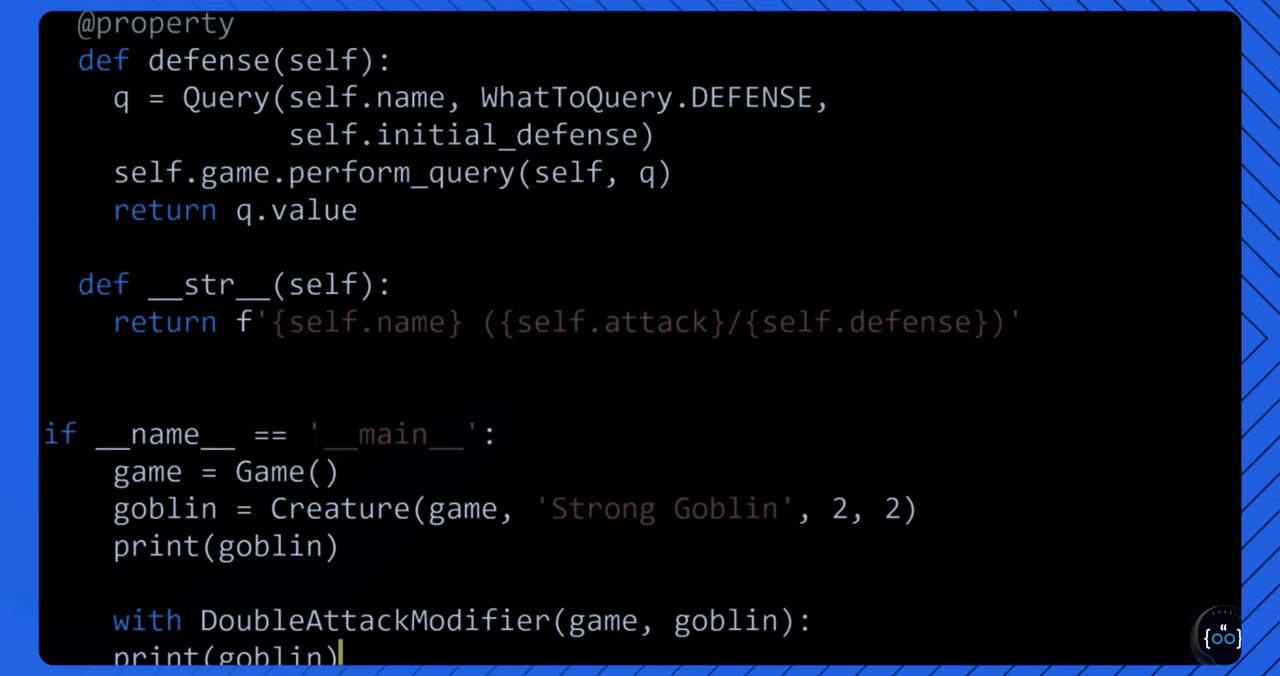 @property
def defense(self):
q = Query(self.name, WhatToQuery.DEFENSE,
self.initial_defense)
self.game.perform_query(self, q)
return q.value
def __str__(self):
return f'{self.name} ({self.attack}/{self.defense})'
if __name__ == '__main__':
game = Game()
goblin = Creature(game, 'Strong Goblin', 2, 2)
print(goblin)
with DoubleAttackModifier(game, goblin):
print(goblin)